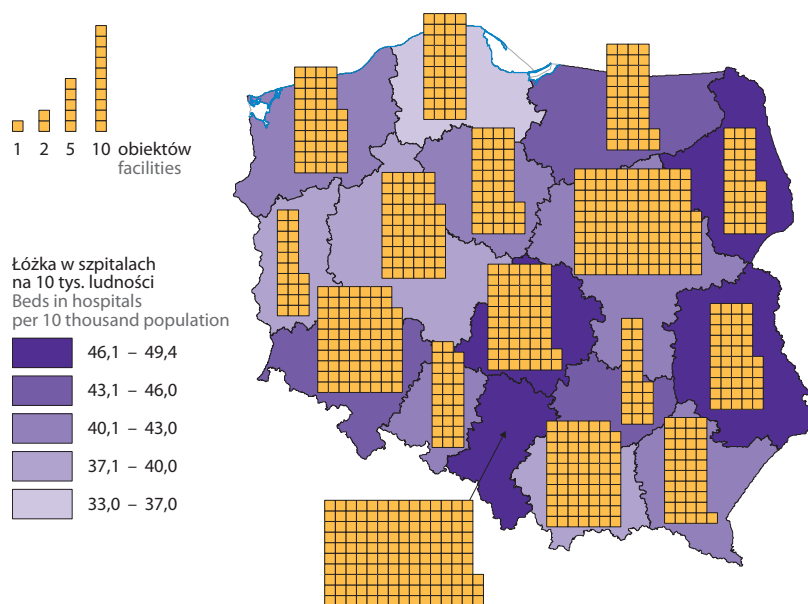 1 2 5 10 obiektów
facilities
Łóżka w szpitalach
na 10 tys. ludności
Beds in hospitals
per 10 thousand population
46,1 – 49,4
43,1 – 46,0
40,1 – 43,0
37,1 – 40,0
33,0 – 37,0